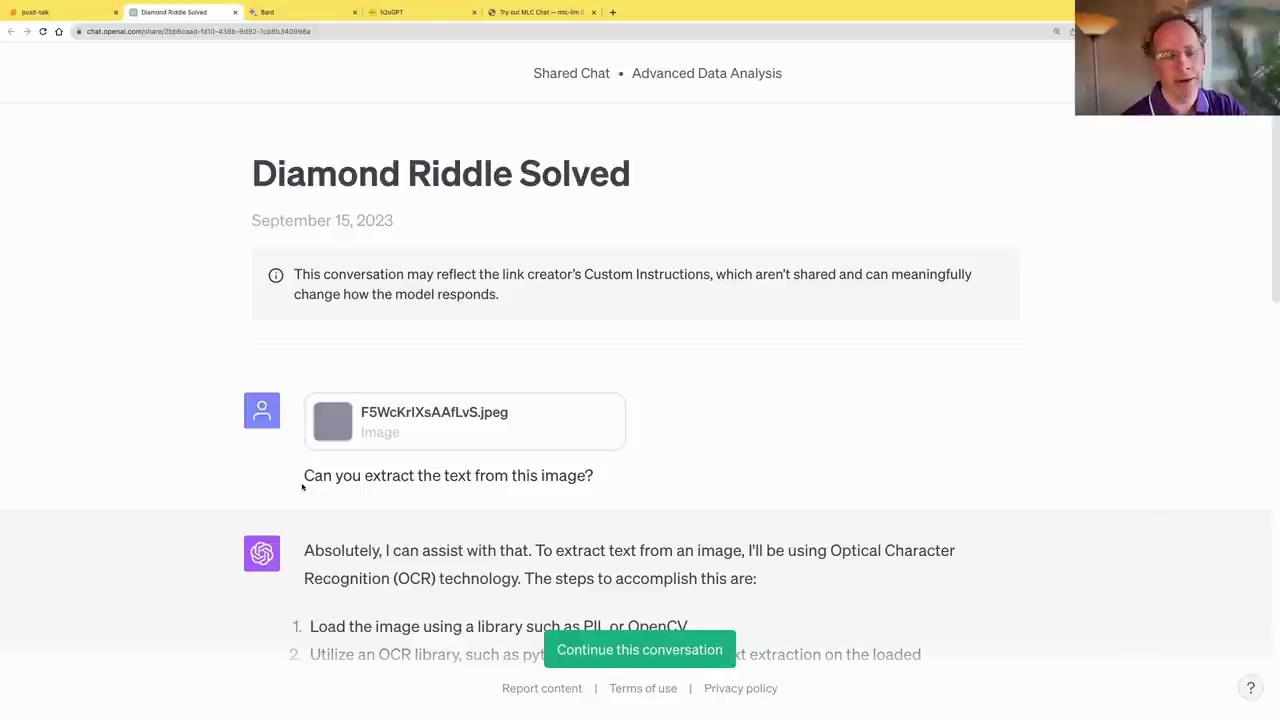 posit-talk
Diamond Riddle Solved
Bard
h2oGPT
Try out MLC Chat — mlc-llm 0
chat.openai.com/share/2bb6caad-fd10-438b-9d92-1cb8b340998a
Shared Chat • Advanced Data Analysis
Diamond Riddle Solved
September 15, 2023
This conversation may reflect the link creator's Custom Instructions, which aren't shared and can meaningfully
change how the model responds.
F5WcKrIXsAAfLvS.jpeg
Image
Can you extract the text from this image?
Absolutely, I can assist with that. To extract text from an image, I'll be using Optical Character
Recognition (OCR) technology. The steps to accomplish this are:
1. Load the image using a library such as PIL or OpenCV
2. Utilize an OCR library, such as pyt xt extraction on the loaded
Continue this conversation
Report content | Terms of use | Privacy policy
?